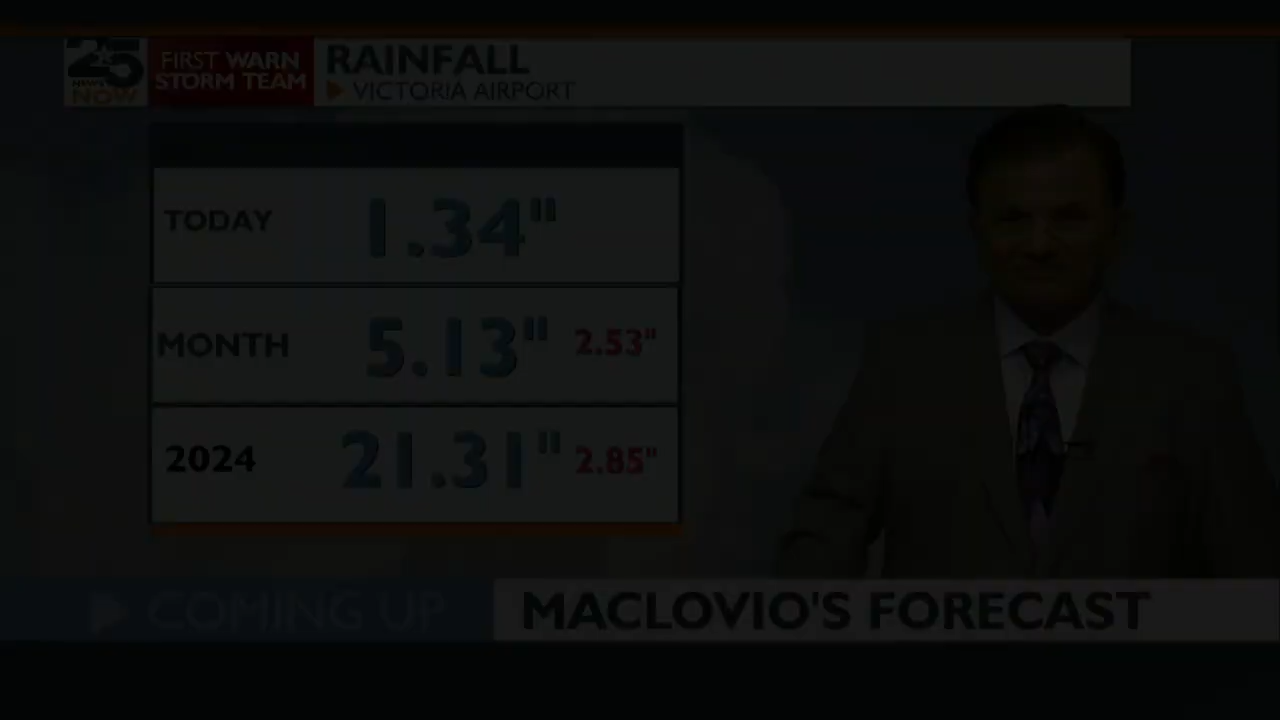 25
NEWS
NOW
FIRST WARN
STORM TEAM
RAINFALL
VICTORIA AIRPORT
TODAY 1.34"
MONTH 5.13" 2.53"
2024 21.31" 2.85"
COMING UP
MACLOVIO'S FORECAST